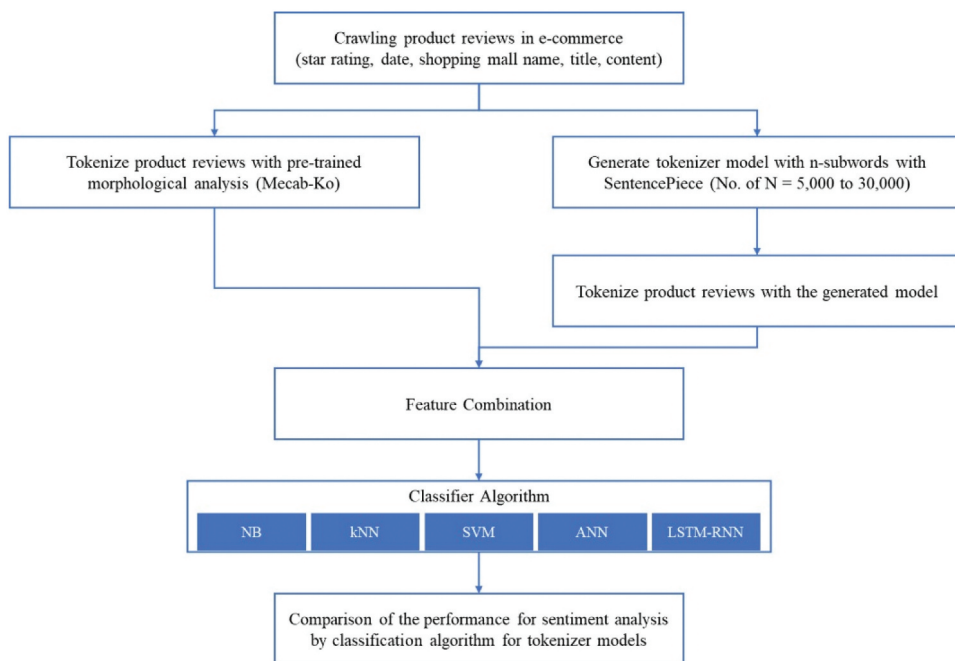 Crawling product reviews in e-commerce
(star rating, date, shopping mall name, title, content)
Tokenize product reviews with pre-trained
morphological analysis (Mecab-Ko)
Generate tokenizer model with n-subwords with
SentencePiece (No. of N = 5,000 to 30,000)
Tokenize product reviews with the generated model
Feature Combination
Classifier Algorithm
NB
kNN
SVM
ANN
LSTM-RNN
Comparison of the performance for sentiment analysis
by classification algorithm for tokenizer models